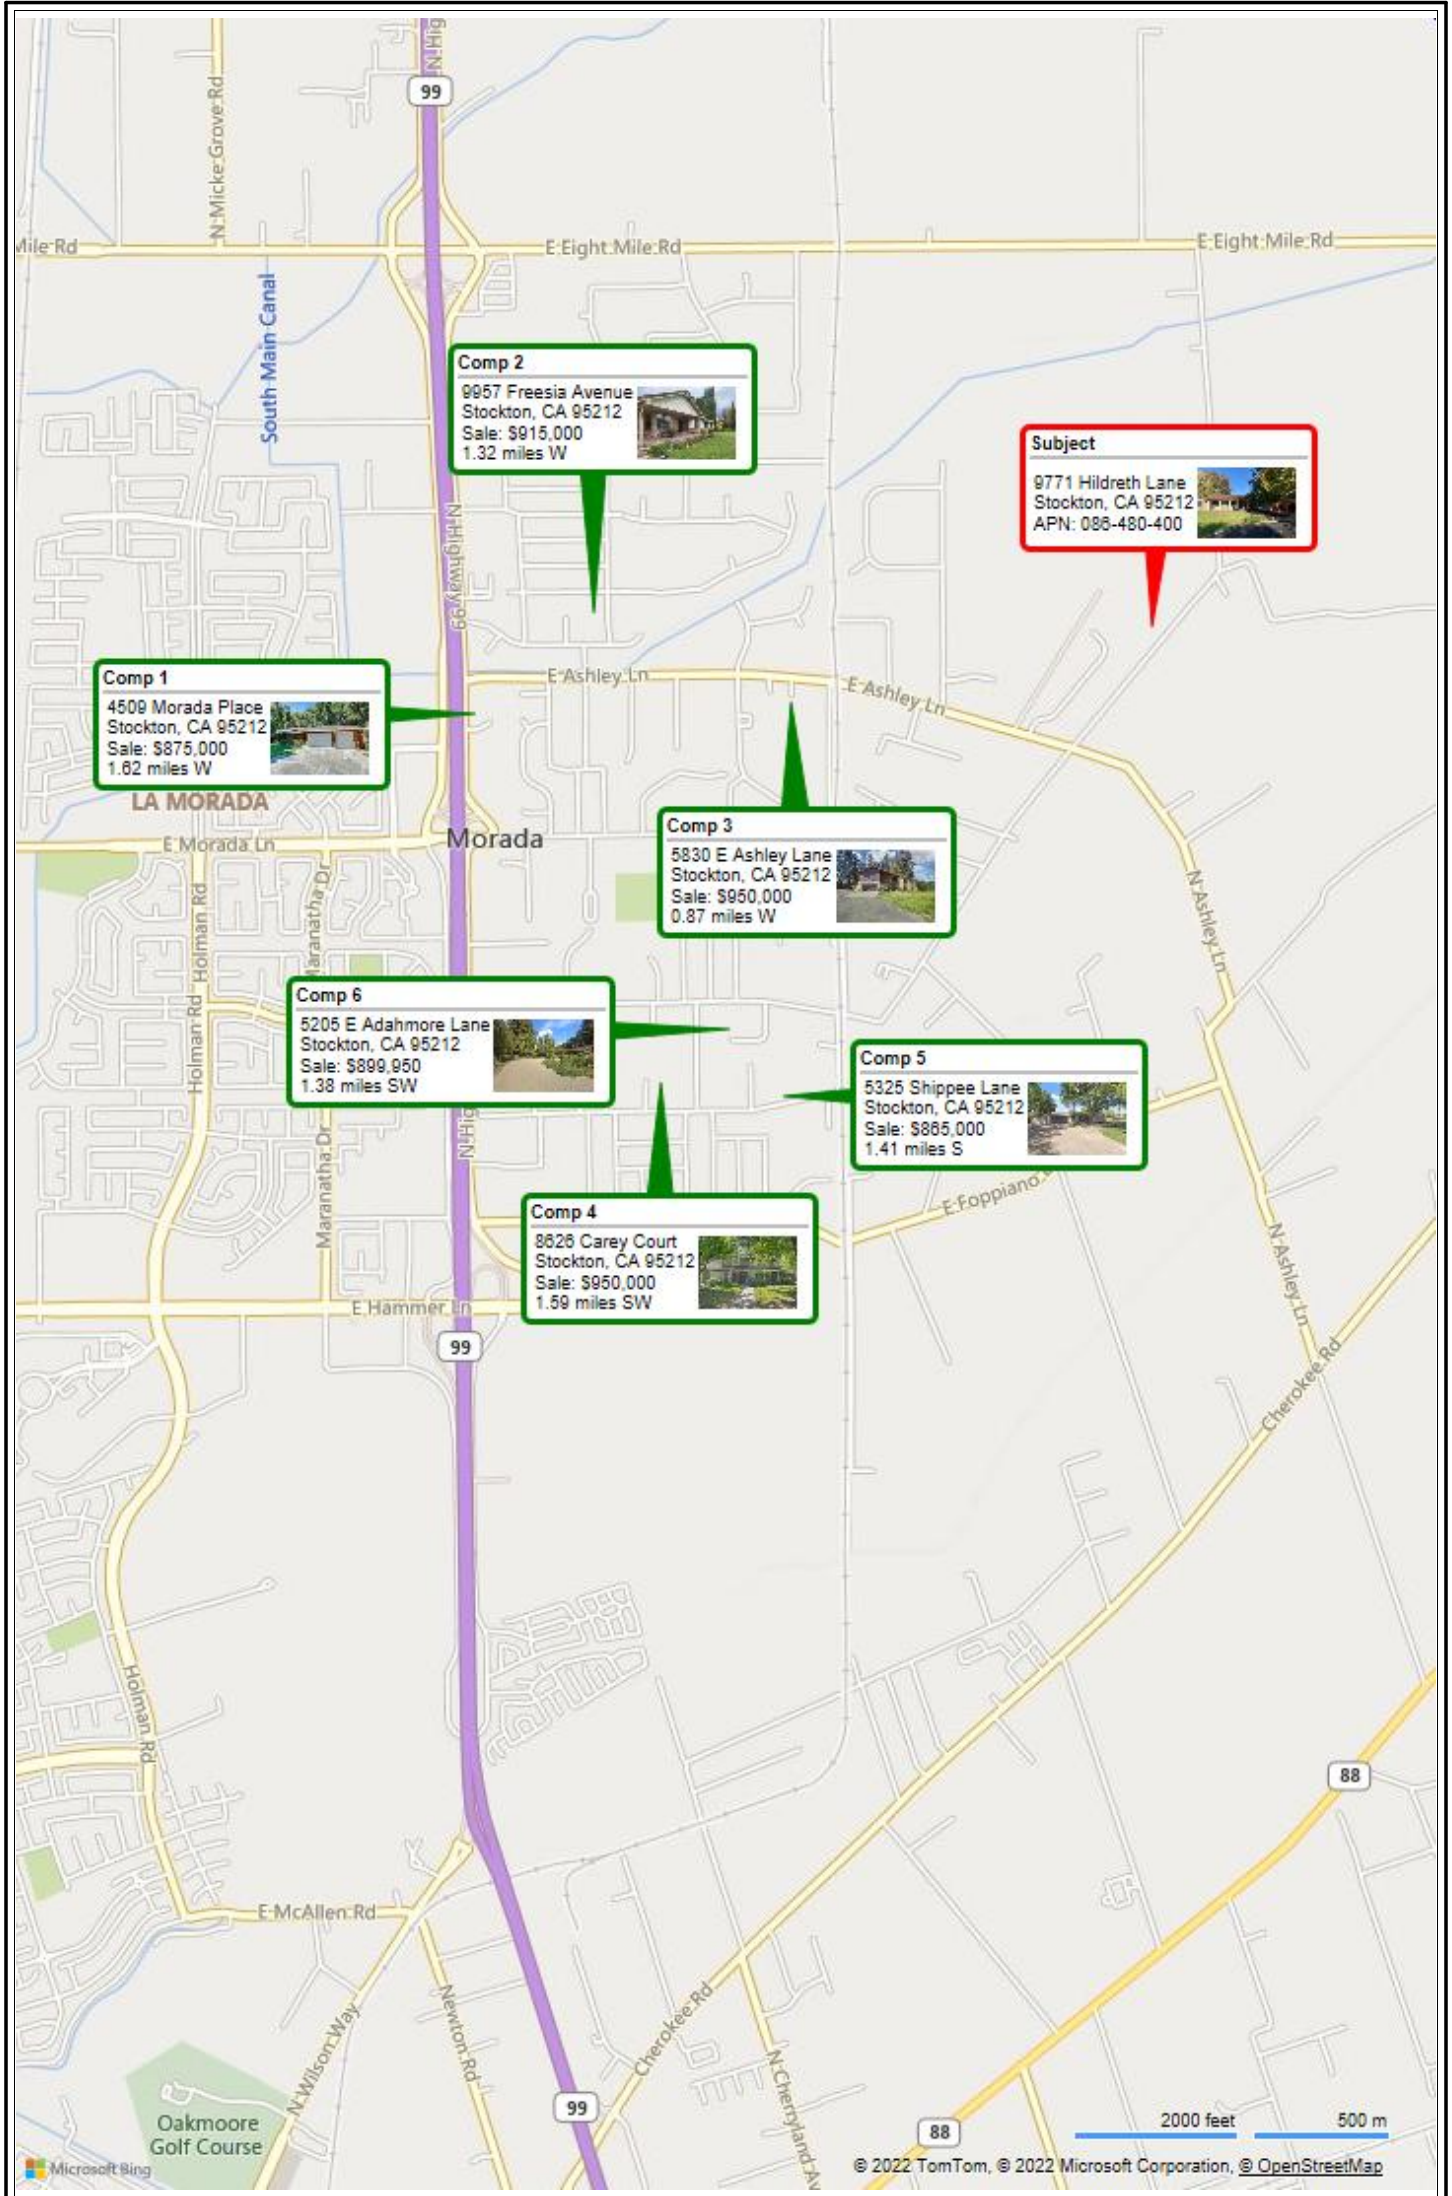 N Hig
99
N Micke Grove Rd
Mile Rd
E Eight Mile Rd
E Eight Mile Rd
South Main Canal
Comp 2
9957 Freesia Avenue
Stockton, CA 95212
Sale: $915,000
1.32 miles W
Subject
9771 Hildreth Lane
Stockton, CA 95212
APN: 086-480-400
N Highway 99
Comp 1
4509 Morada Place
Stockton, CA 95212
Sale: $875,000
1.62 miles W
E Ashley Ln
E Ashley Ln
LA MORADA
E Morada Ln
Morada
Comp 3
5830 E Ashley Lane
Stockton, CA 95212
Sale: $950,000
0.87 miles W
Holman Rd
Maranatha Dr
N Ashley Ln
Comp 6
5205 E Adahmore Lane
Stockton, CA 95212
Sale: $899,950
1.38 miles SW
Holman Rd
Comp 5
5325 Shippee Lane
Stockton, CA 95212
Sale: $865,000
1.41 miles S
N Hig
Maranatha Dr
E Foppiano
Comp 4
8626 Carey Court
Stockton, CA 95212
Sale: $950,000
1.59 miles SW
N Ashley Ln
E Hammer Ln
99
Cherokee Rd
Holman Rd
88
E McAllen Rd
N Wilson Way
Newton Rd
Cherokee Rd
N Cherryland Av
99
88
Oakmoore
Golf Course
2000 feet
500 m
Microsoft Bing
© 2022 TomTom, © 2022 Microsoft Corporation, © OpenStreetMap